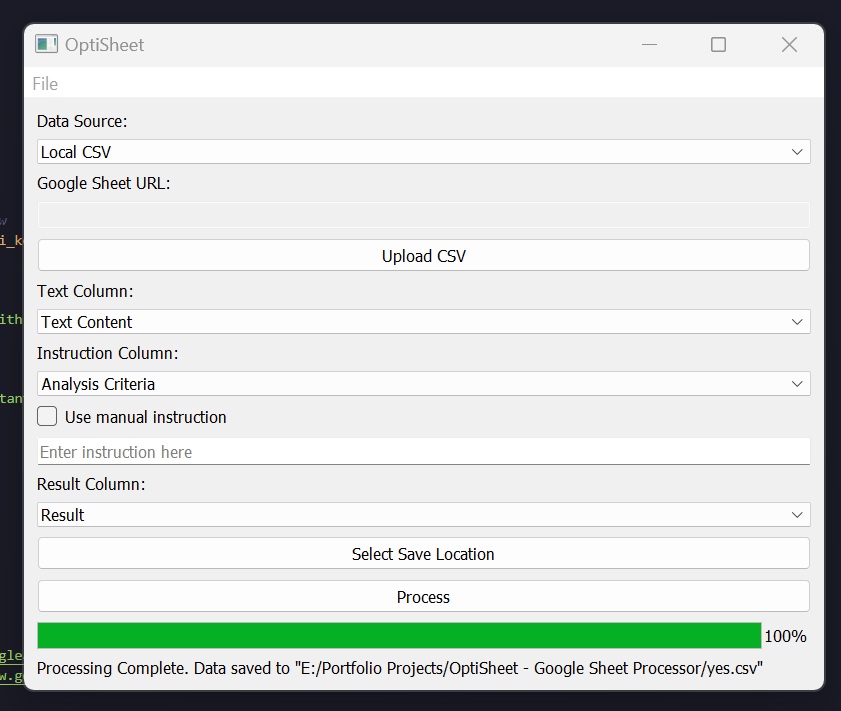 OptiSheet
File
Data Source:
Local CSV
Google Sheet URL:
Upload CSV
Text Column:
Text Content
Instruction Column:
Analysis Criteria
Use manual instruction
Enter instruction here
Result Column:
Result
Select Save Location
Process
100%
Processing Complete. Data saved to "E:/Portfolio Projects/OptiSheet - Google Sheet Processor/yes.csv"